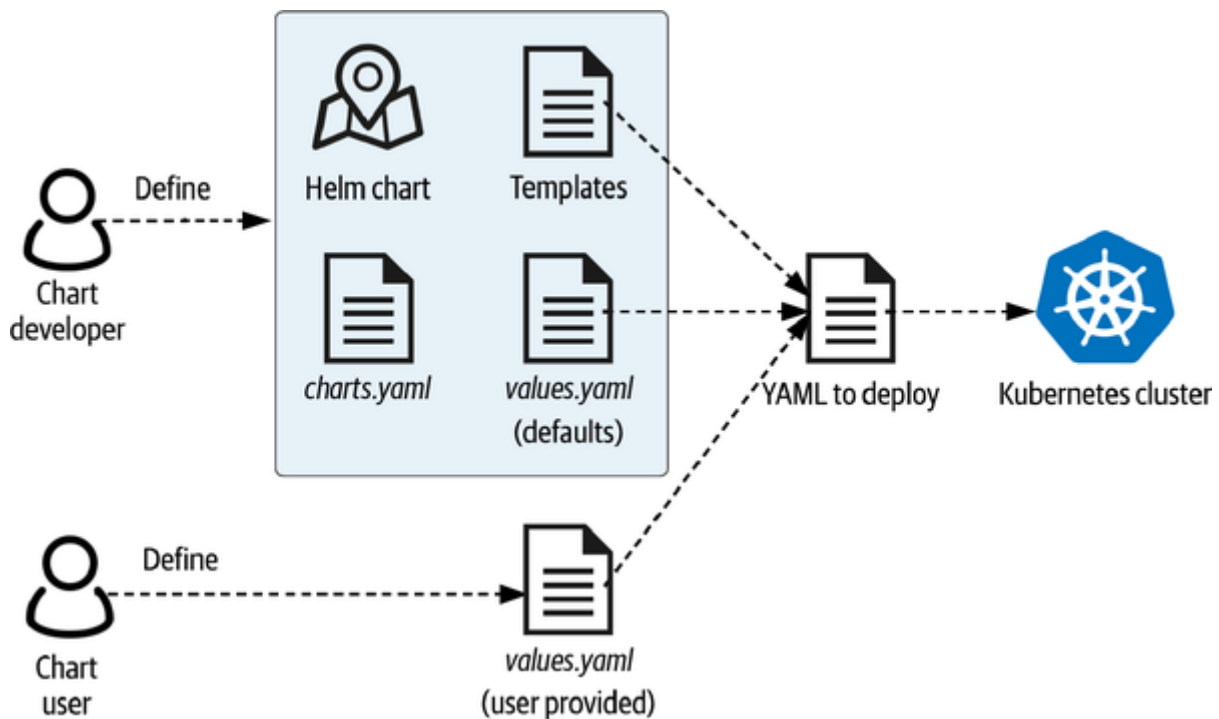 Define
Helm chart
Templates
Chart
developer
charts.yaml
values.yaml
(defaults)
YAML to deploy
Kubernetes cluster
Define
Chart
user
values.yaml
(user provided)